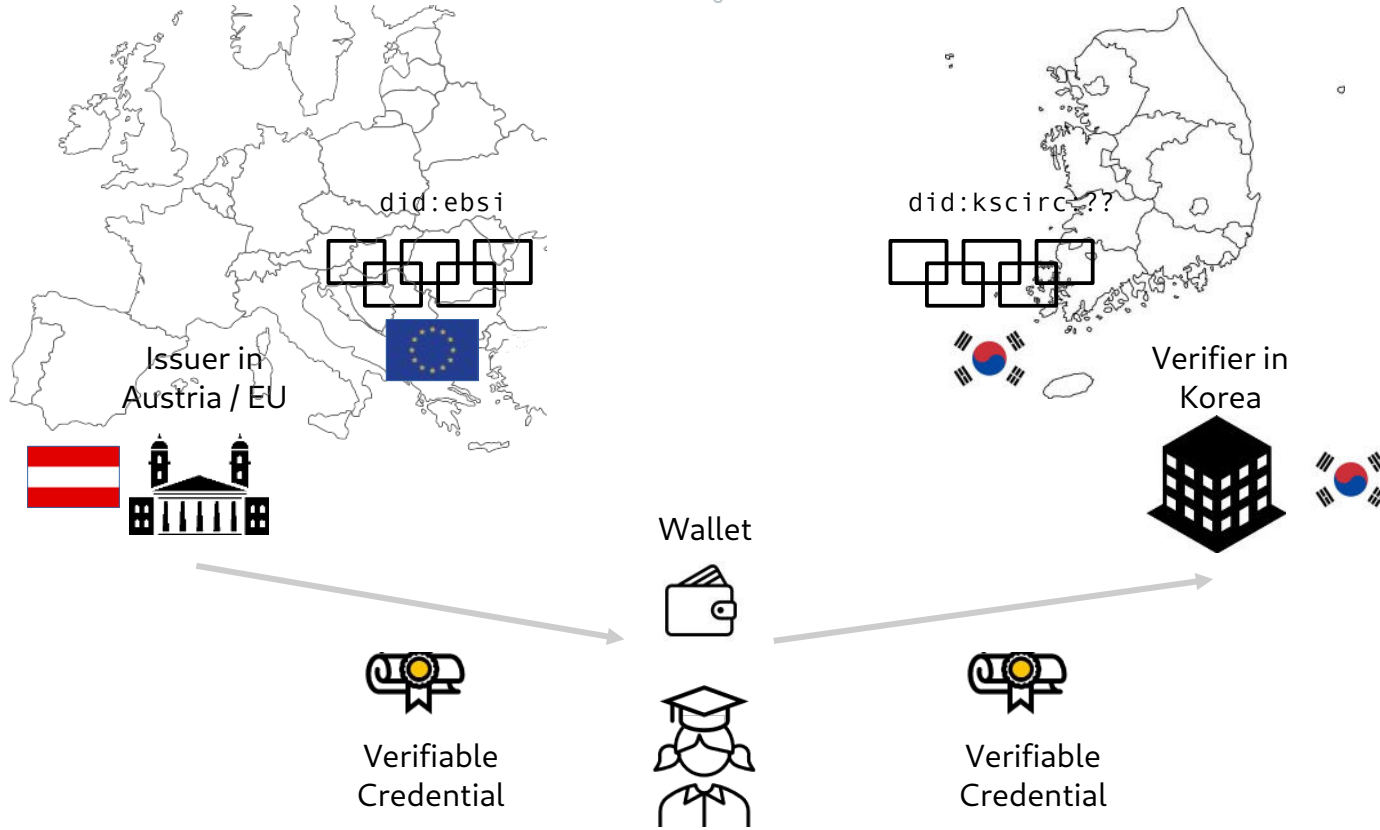 did:ebsi
did:kscirc:??
Issuer in
Austria / EU
Verifier in
Korea
Wallet
Verifiable
Credential
Verifiable
Credential